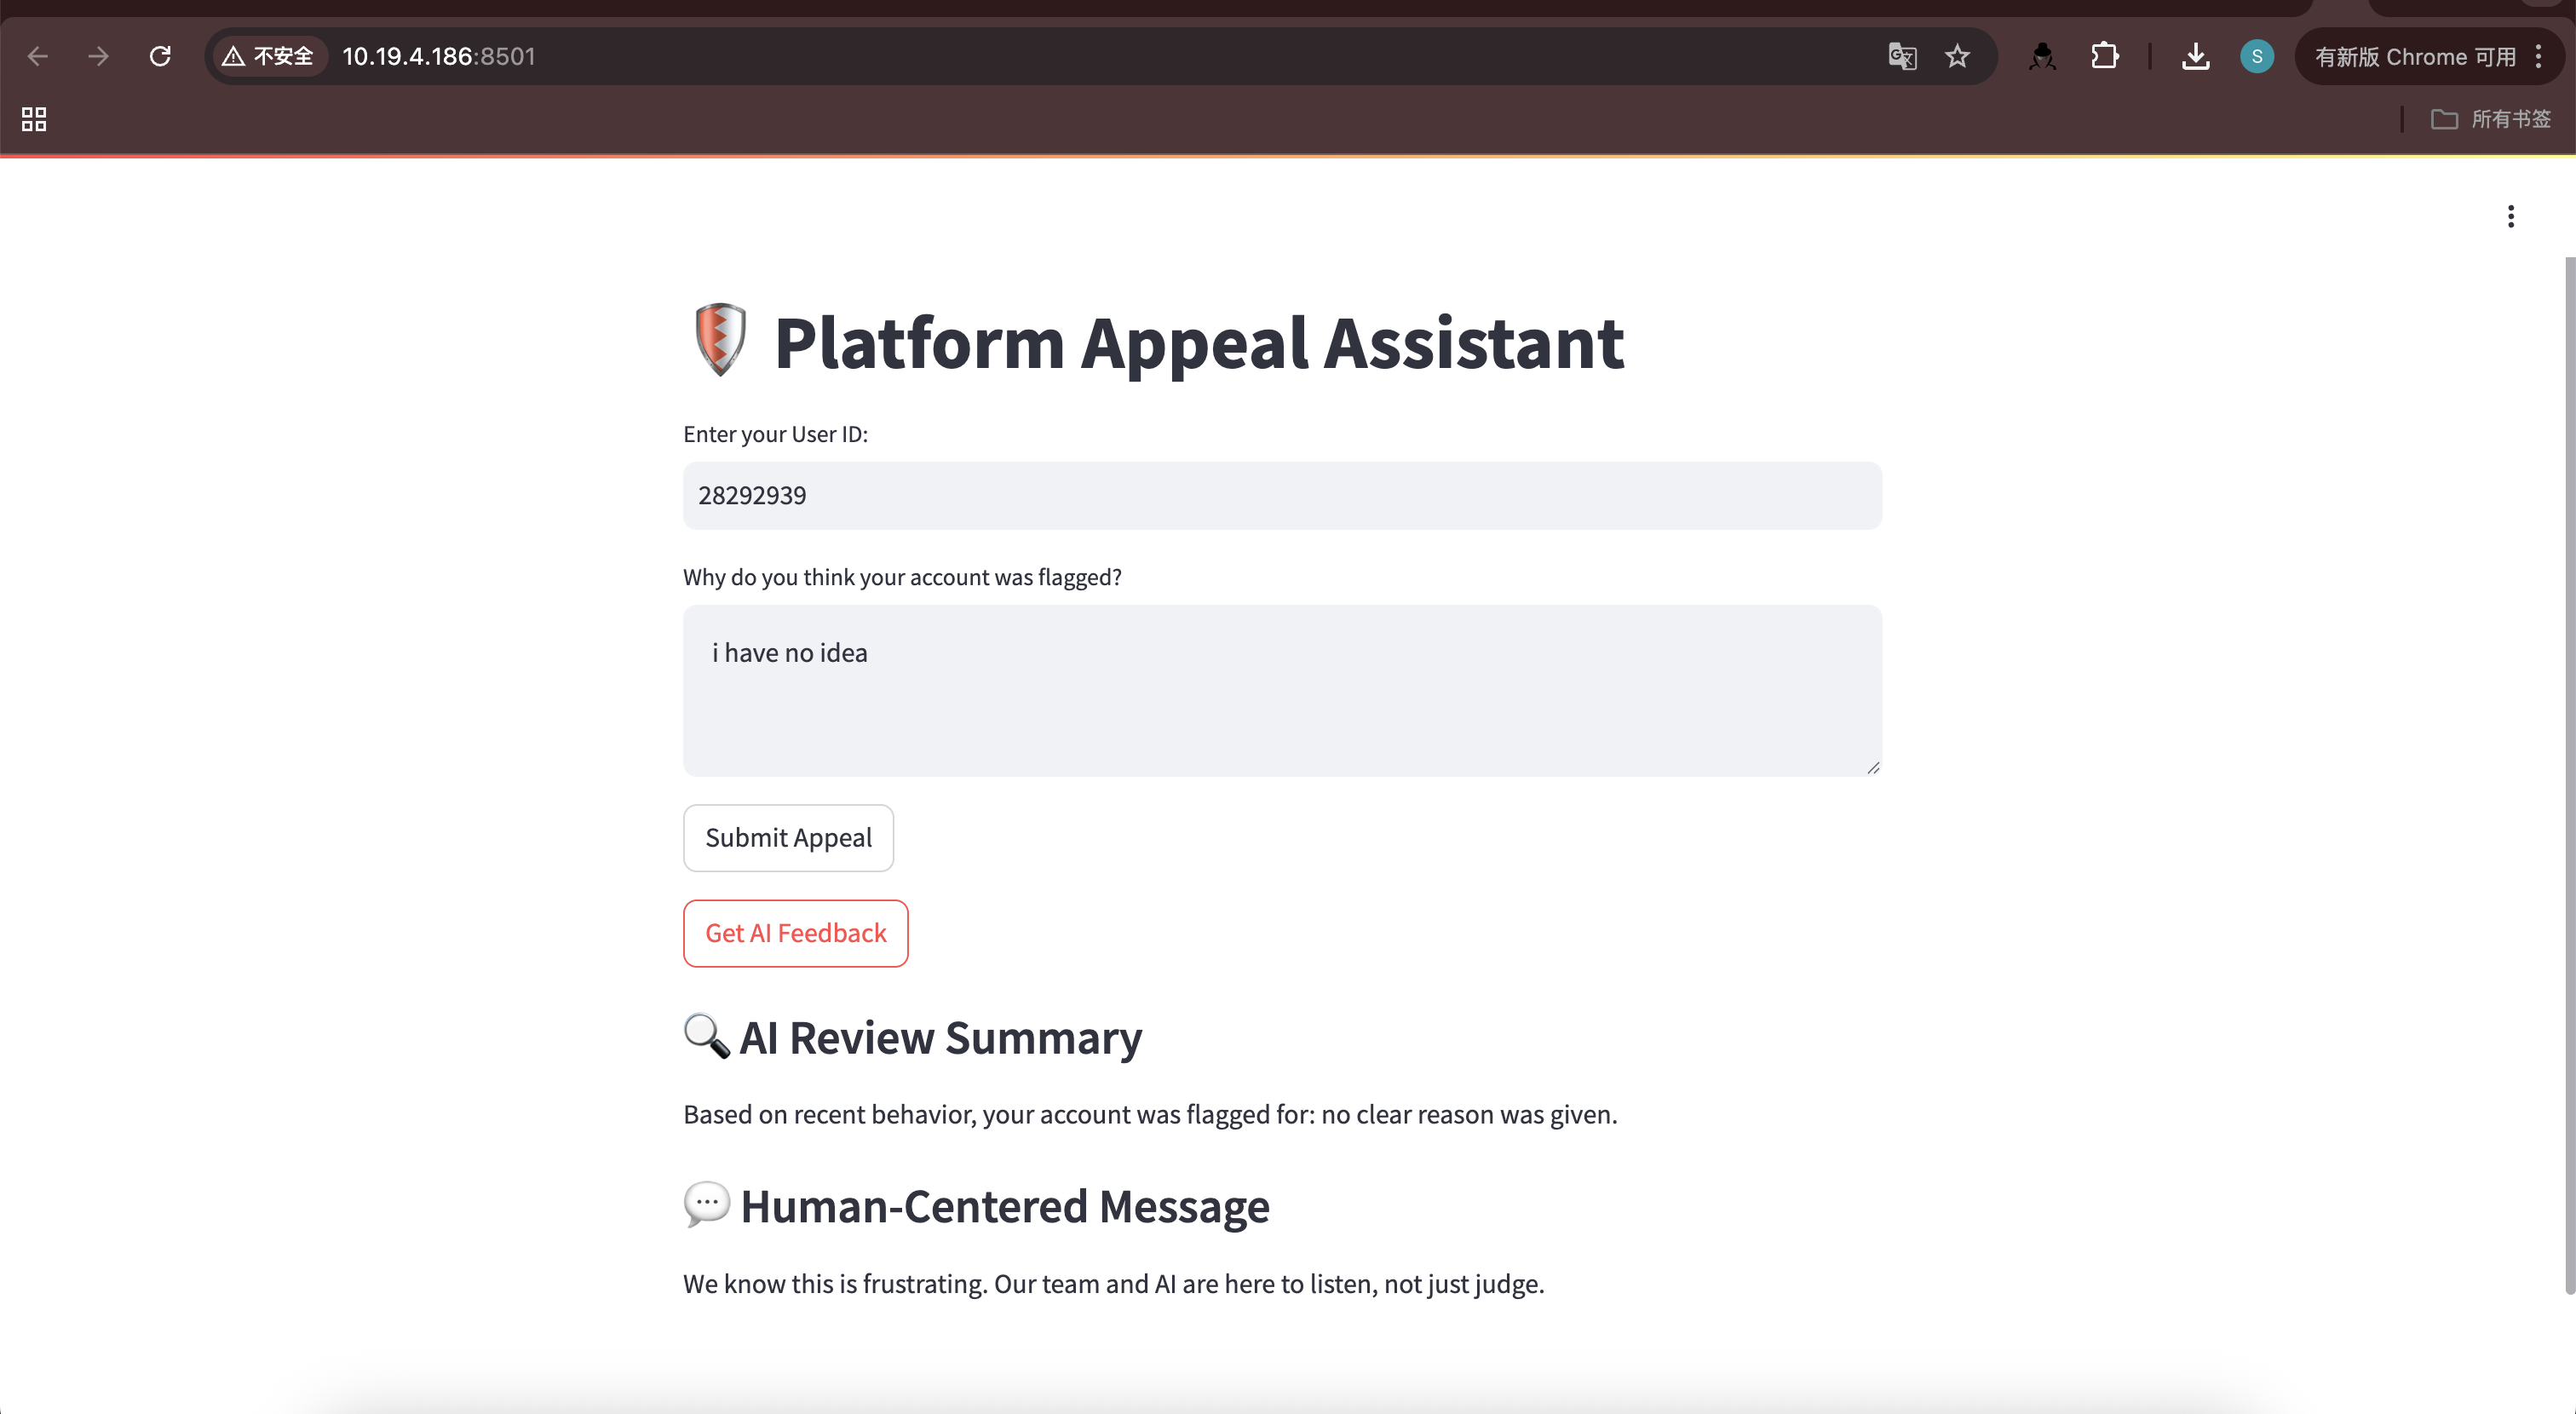 不安全 10.19.4.186:8501
S
有新版 Chrome 可用
所有书签
Platform Appeal Assistant
Enter your User ID:
28292939
Why do you think your account was flagged?
i have no idea
Submit Appeal
Get AI Feedback
AI Review Summary
Based on recent behavior, your account was flagged for: no clear reason was given.
Human-Centered Message
We know this is frustrating. Our team and AI are here to listen, not just judge.